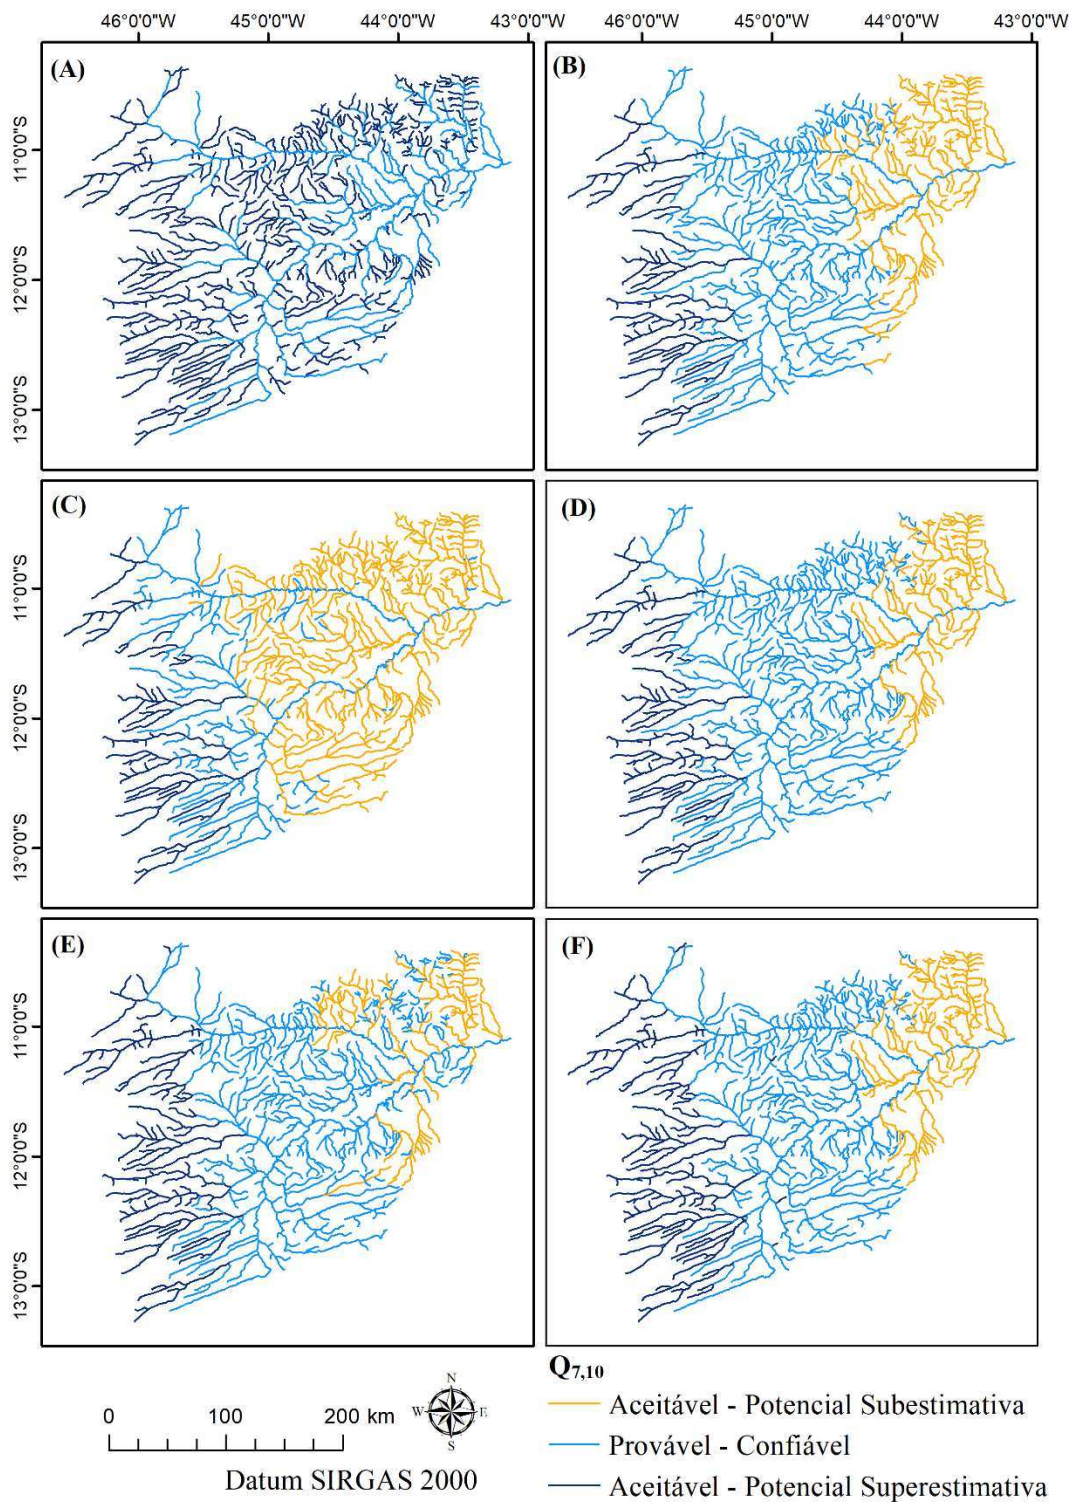 46°0'0"W 45°0'0"W 44°0'0"W 43°0'0"W 46°0'0"W 45°0'0"W 44°0'0"W 43°0'0"W
(A) (B)
11°0'0"S
12°0'0"S
13°0'0"S
(C) (D)
11°0'0"S
12°0'0"S
13°0'0"S
(E) (F)
11°0'0"S
12°0'0"S
13°0'0"S
0 100 200 km
N
W E
S
Datum SIRGAS 2000
Q7,10
Aceitável - Potencial Subestimativa
Provável - Confiável
Aceitável - Potencial Superestimativa